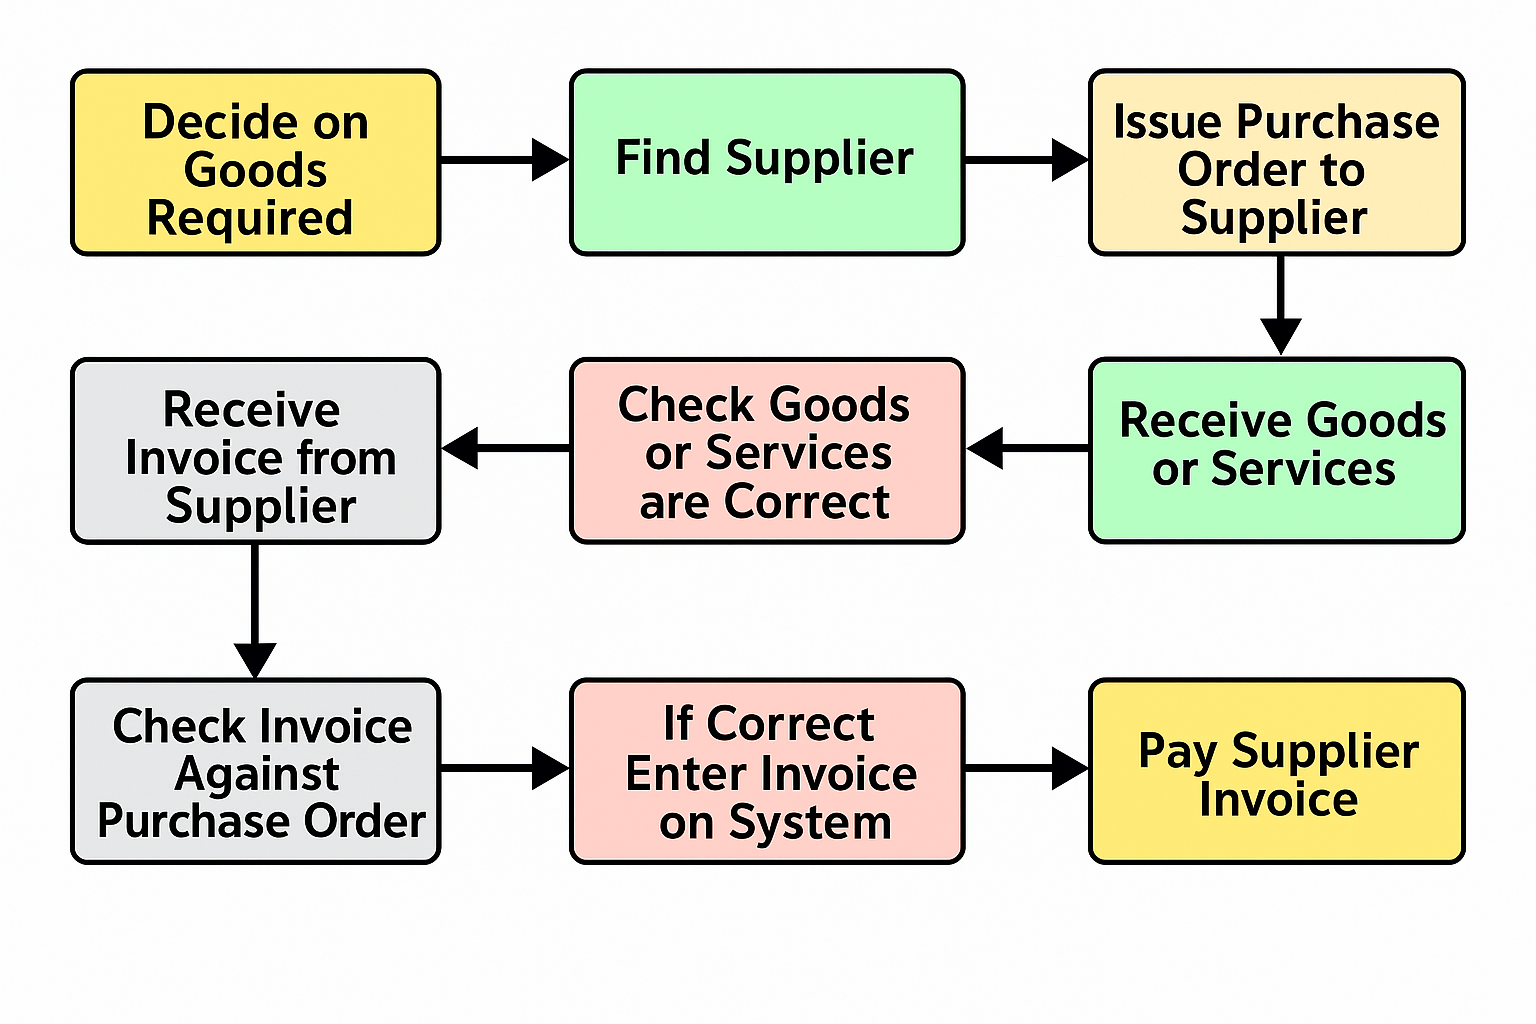 Decide on
Goods
Required
Find Supplier
Issue Purchase
Order to
Supplier
Receive Goods
or Services
Check Goods
or Services
are Correct
Receive
Invoice from
Supplier
Check Invoice
Against
Purchase Order
If Correct
Enter Invoice
on System
Pay Supplier
Invoice